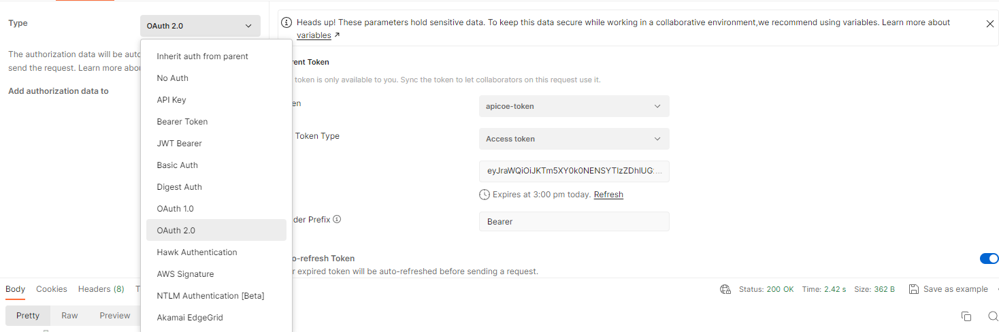 Type
OAuth 2.0
The authorization data will be
send the request. Learn more
Add authorization data to
Inherit auth from parent
No Auth
API Key
Bearer Token
JWT Bearer
Basic Auth
Digest Auth
OAuth 1.0
OAuth 2.0
Hawk Authentication
AWS Signature
NTLM Authentication [Beta]
Akamai EdgeGrid
Heads up! These parameters hold sensitive data. To keep this data secure while working in a collaborative environment,we recommend using variables. Learn more about
variables ↗
Token
token is only available to you. Sync the token to let collaborators on this request use it.
apicoe-token
Token Type
Access token
Expires at 3:00 pm today. Refresh
Prefix
Bearer
Token
expired token will be auto-refreshed before sending a request.
Body Cookies Headers (8)
Status: 200 OK Time: 2.42 s Size: 362 B Save as example
Pretty Raw Preview